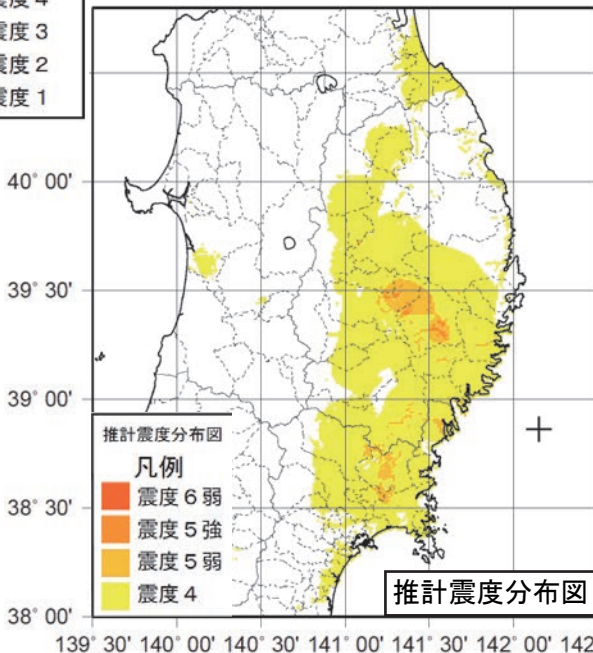 震度3
震度2
震度1
40° 00'
39° 30'
39° 00'
推計震度分布図
凡例
震度6弱
震度5強
震度5弱
震度4
38° 30'
38° 00'
推計震度分布図
139° 30' 140° 00' 140° 30' 141° 00' 141° 30' 142° 00'